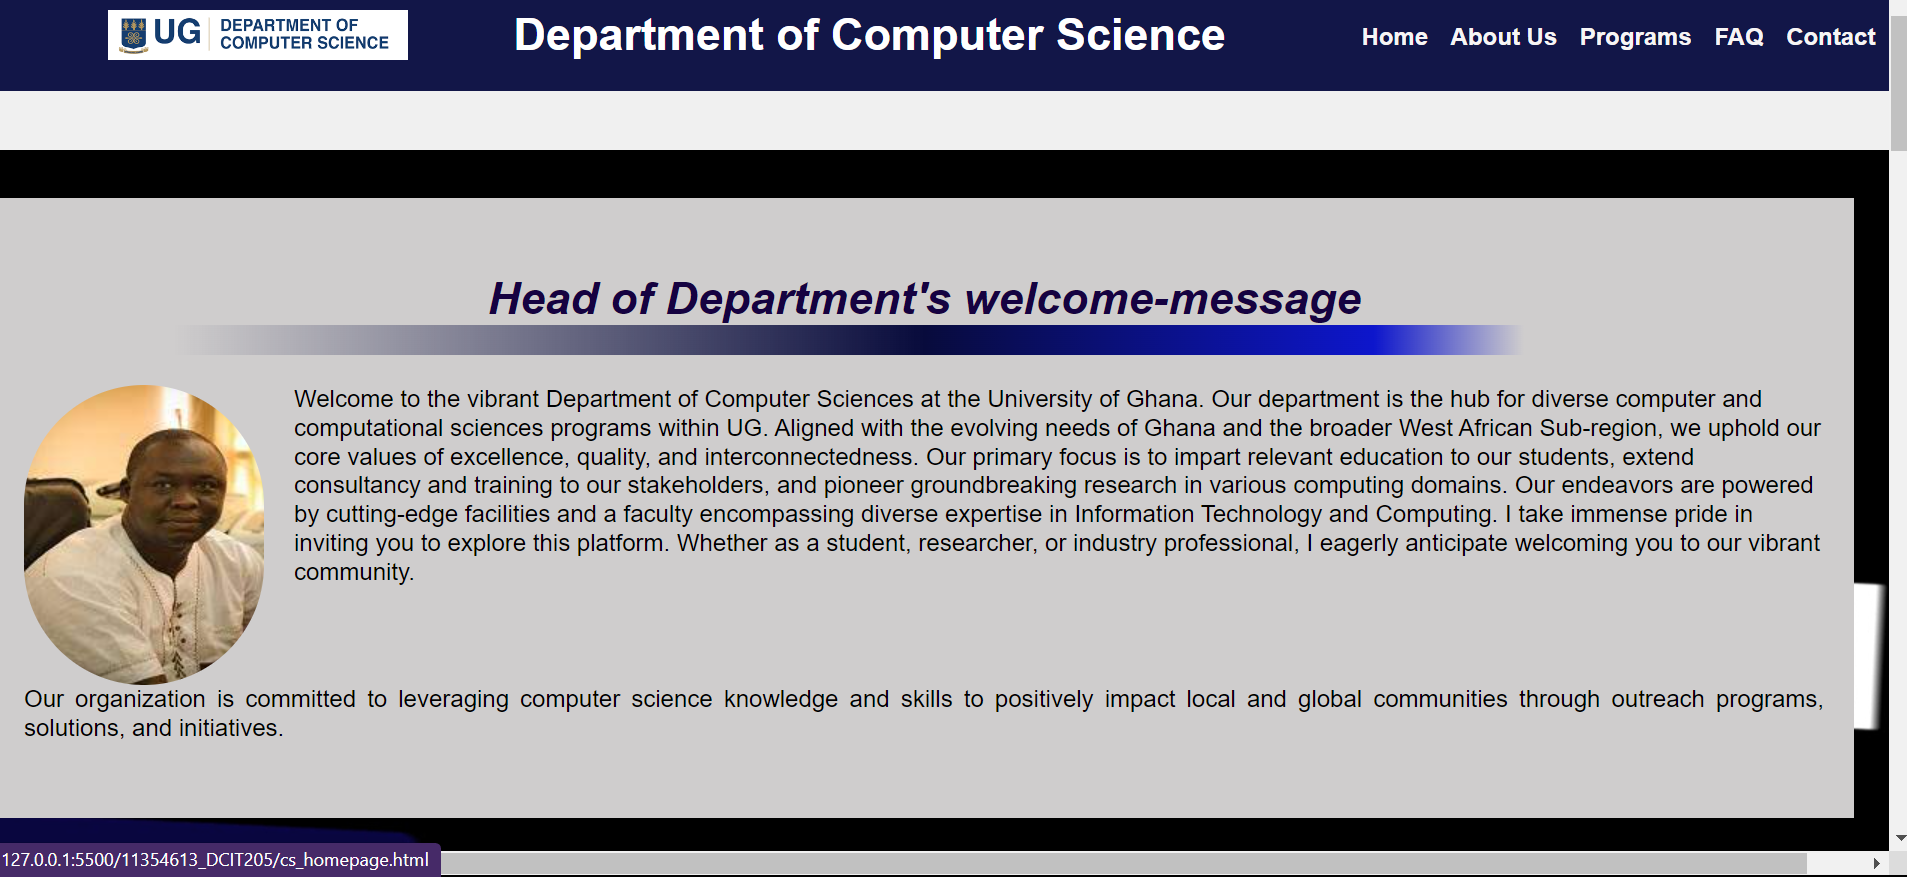 UG DEPARTMENT OF
COMPUTER SCIENCE
Department of Computer Science
Home About Us Programs FAQ Contact
Head of Department's welcome-message
Welcome to the vibrant Department of Computer Sciences at the University of Ghana. Our department is the hub for diverse computer and
computational sciences programs within UG. Aligned with the evolving needs of Ghana and the broader West African Sub-region, we uphold our
core values of excellence, quality, and interconnectedness. Our primary focus is to impart relevant education to our students, extend
consultancy and training to our stakeholders, and pioneer groundbreaking research in various computing domains. Our endeavors are powered
by cutting-edge facilities and a faculty encompassing diverse expertise in Information Technology and Computing. I take immense pride in
inviting you to explore this platform. Whether as a student, researcher, or industry professional, I eagerly anticipate welcoming you to our vibrant
community.
Our organization is committed to leveraging computer science knowledge and skills to positively impact local and global communities through outreach programs,
solutions, and initiatives.
127.0.0.1:5500/11354613_DCIT205/cs_homepage.html